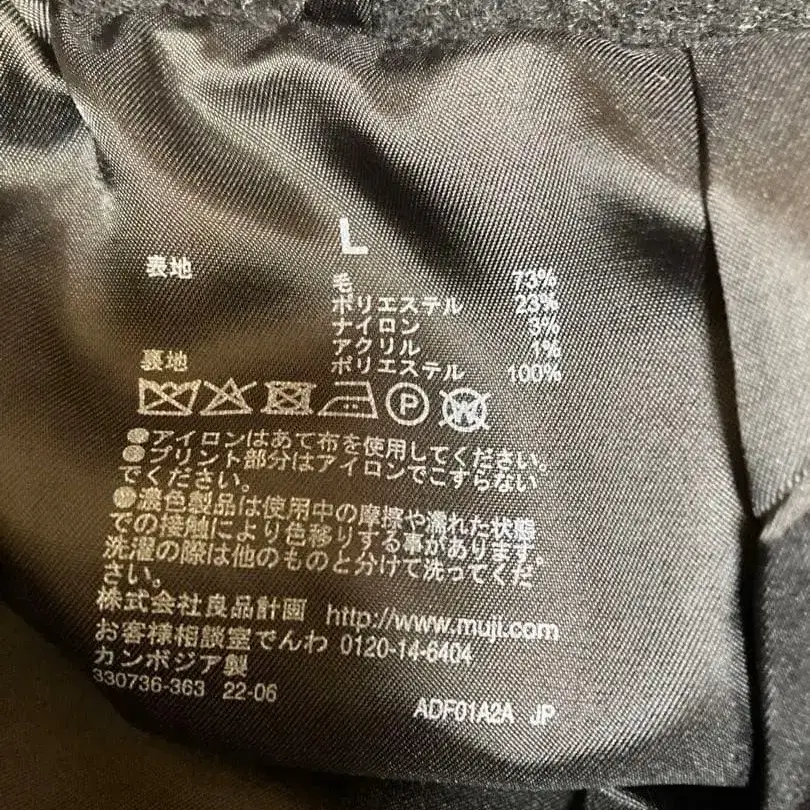 L
表地
毛 73%
ポリエステル 23%
ナイロン 3%
アクリル 1%
裏地 ポリエステル 100%
P W
●アイロンはあて布を使用してください。
●プリント部分はアイロンでこすらない
でください。
●濃色製品は使用中の摩擦や濡れた状態
での接触により色移りする事があります。
洗濯の際は他のものと分けて洗ってくだ
さい。
株式会社良品計画 http://www.muji.com
お客様相談室でんわ 0120-14-6404
カンボジア製
330736-363 22-06
ADF01A2A JP